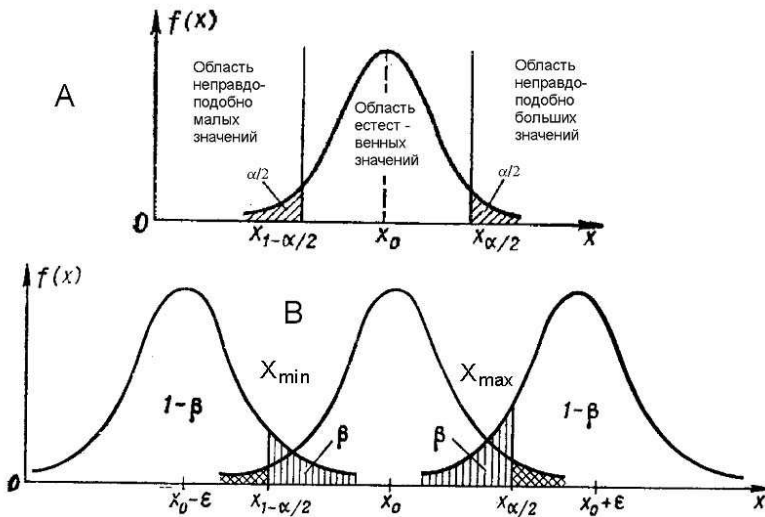 f(x)
Область
неправдо-
подобно
малых
значений
Область
естест-
венных
значений
Область
неправдо-
подобно
больших
значений
A
α/2
α/2
0
x1-α/2
x0
xα/2
x
f(x)
B
Xmin
Xmax
1-β
β
β
1-β
0
x0-ε
x1-α/2
x0
xα/2
x0+ε
x